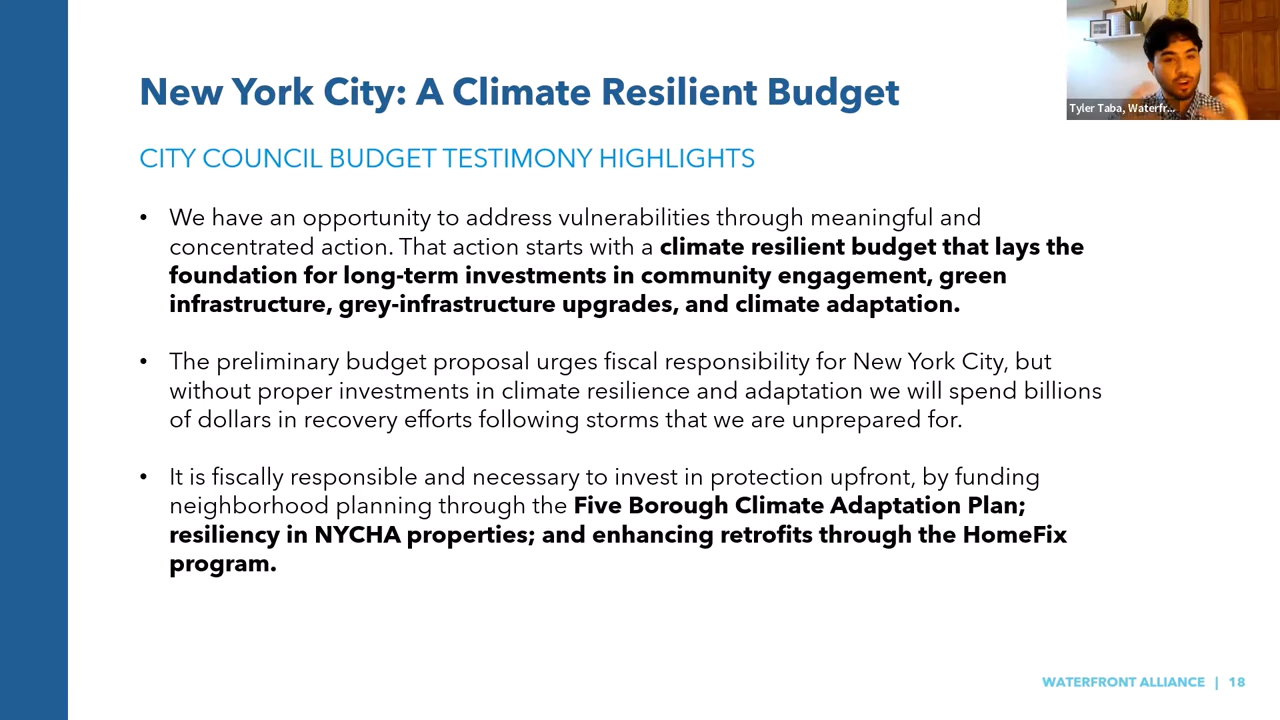 New York City: A Climate Resilient Budget
Tyler Taba, Waterfr...
CITY COUNCIL BUDGET TESTIMONY HIGHLIGHTS
• We have an opportunity to address vulnerabilities through meaningful and
concentrated action. That action starts with a climate resilient budget that lays the
foundation for long-term investments in community engagement, green
infrastructure, grey-infrastructure upgrades, and climate adaptation.
• The preliminary budget proposal urges fiscal responsibility for New York City, but
without proper investments in climate resilience and adaptation we will spend billions
of dollars in recovery efforts following storms that we are unprepared for.
• It is fiscally responsible and necessary to invest in protection upfront, by funding
neighborhood planning through the Five Borough Climate Adaptation Plan;
resiliency in NYCHA properties; and enhancing retrofits through the HomeFix
program.
WATERFRONT ALLIANCE | 18